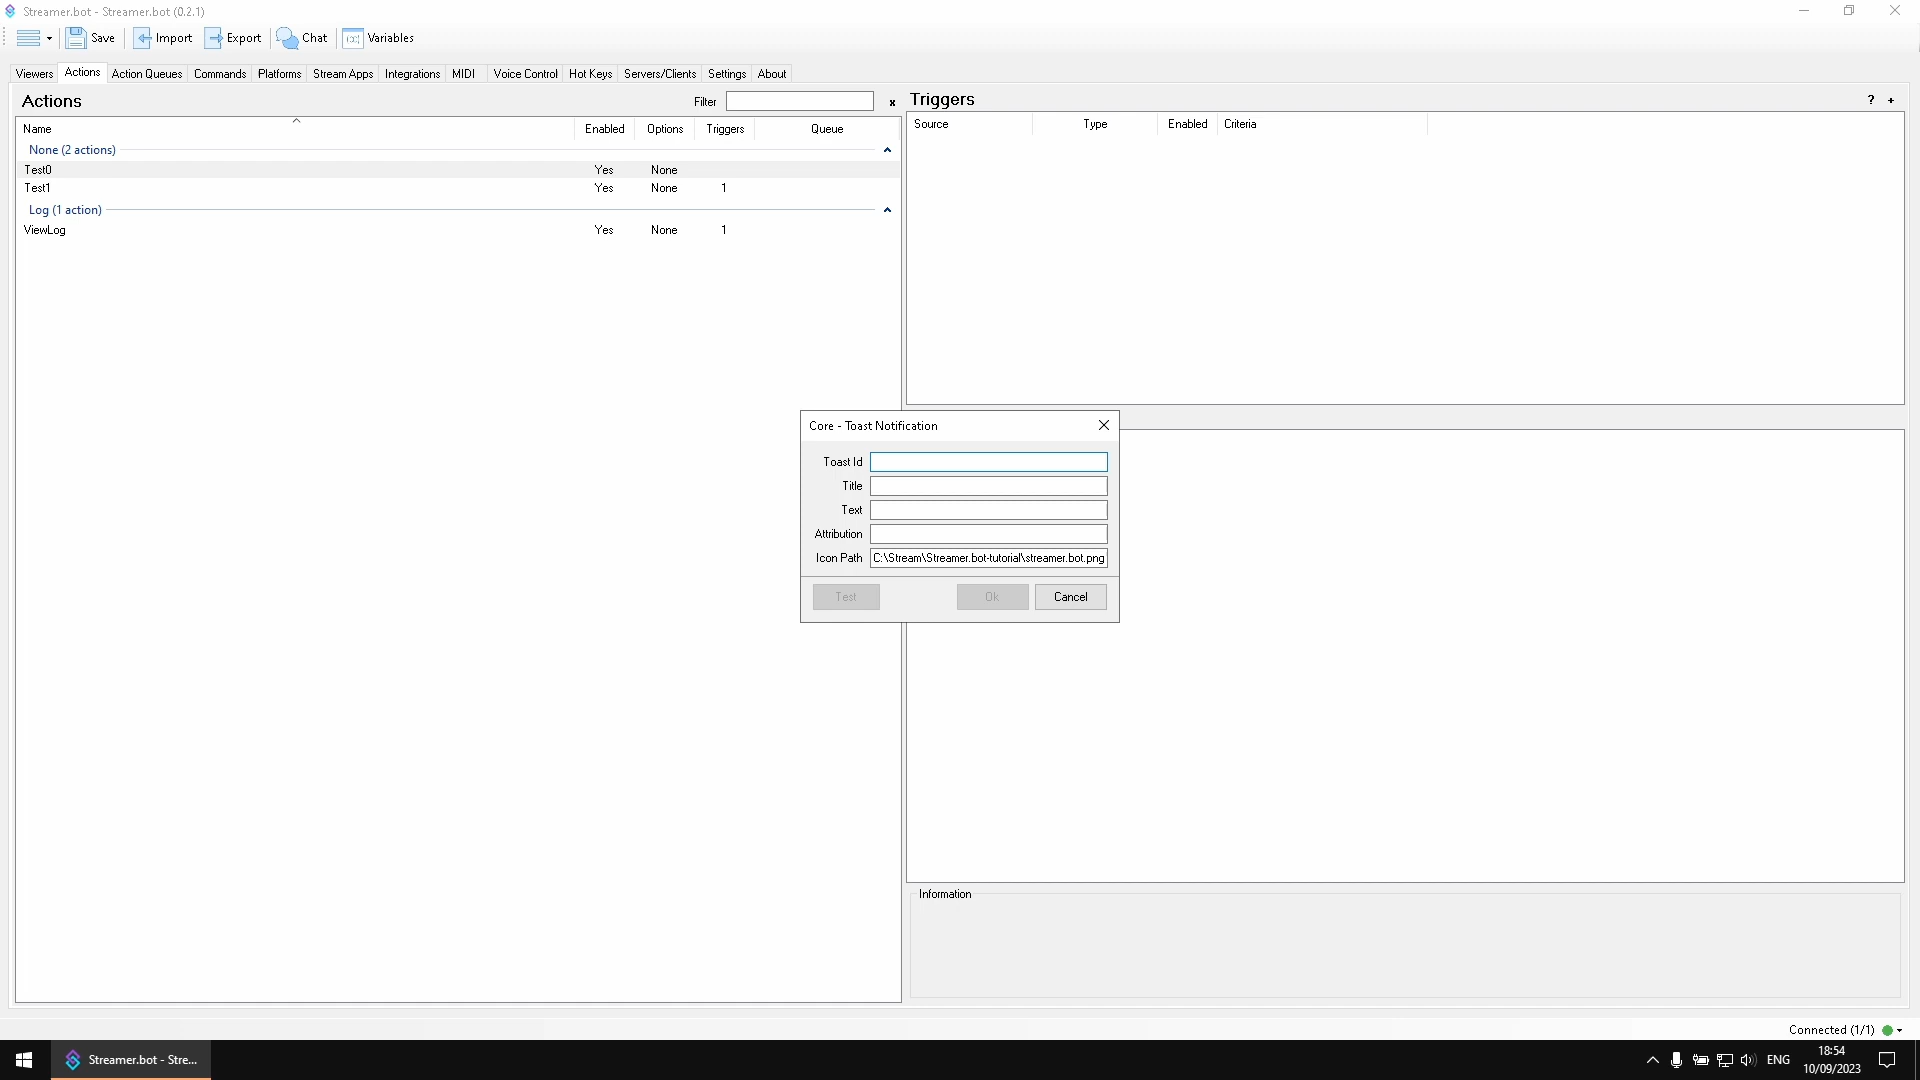 Streamer.bot - Streamer.bot (0.2.1)
Save Import Export Chat Variables
Viewers Actions Action Queues Commands Platforms Stream Apps Integrations MIDI Voice Control Hot Keys Servers/Clients Settings About
Actions Filter x
Name Enabled Options Triggers Queue
None (2 actions)
Test0 Yes None
Test1 Yes None 1
Log (1 action)
ViewLog Yes None 1
Triggers ? +
Source Type Enabled Criteria
Core - Toast Notification
Toast Id
Title
Text
Attribution
Icon Path C:\Stream\Streamer.bot-tutorial\streamer.bot.png
Test Ok Cancel
Information
Connected (1/1)
Streamer.bot - Stre...
ENG
18:54
10/09/2023